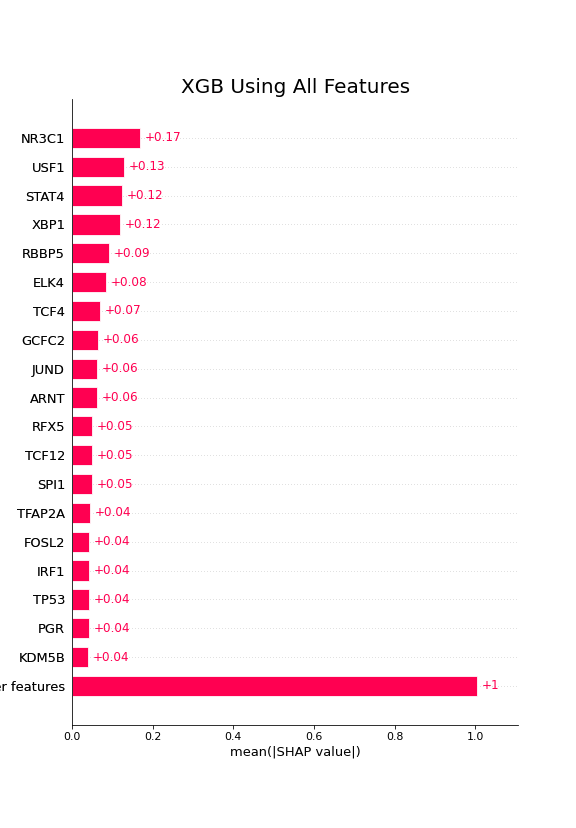 XGB Using All Features
NR3C1 +0.17
USF1 +0.13
STAT4 +0.12
XBP1 +0.12
RBBP5 +0.09
ELK4 +0.08
TCF4 +0.07
GCFC2 +0.06
JUND +0.06
ARNT +0.06
RFX5 +0.05
TCF12 +0.05
SPI1 +0.05
TFAP2A +0.04
FOSL2 +0.04
IRF1 +0.04
TP53 +0.04
PGR +0.04
KDM5B +0.04
features +1
0.0 0.2 0.4 0.6 0.8 1.0
mean(|SHAP value|)